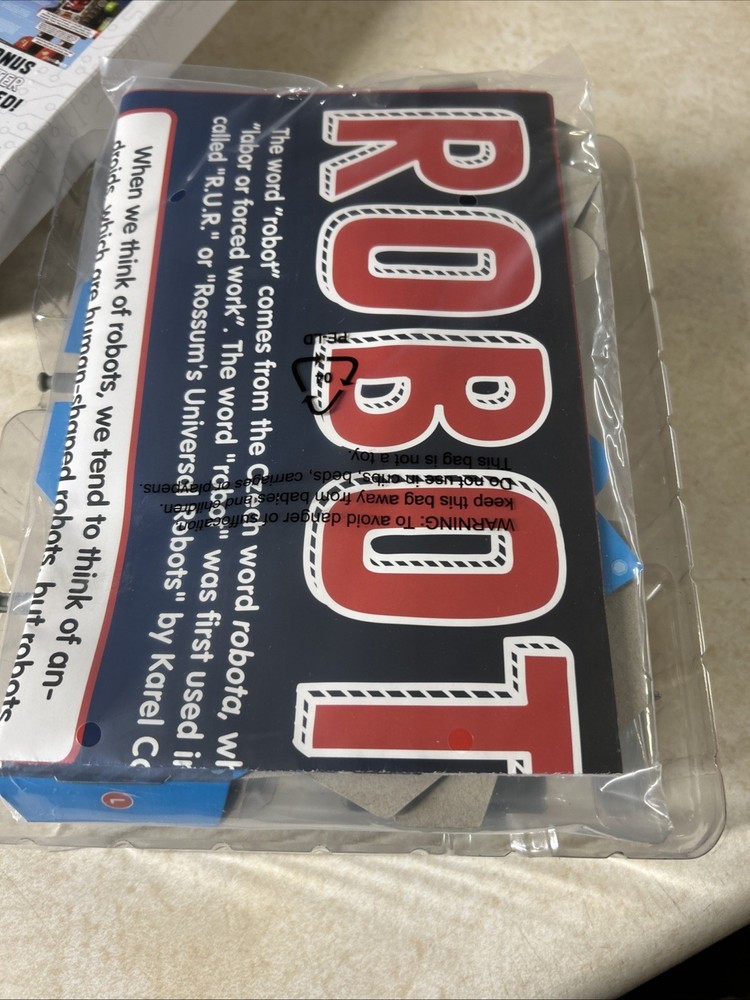 ROBOT
The word "robot" comes from the Czech word robota,
"labor or forced work". The word "robot" was first used
called "R.U.R." or "Rossum's Universal Robots" by Karel
When we think of robots, we tend to think of an-
droids, which are human-shaped robots, but robots
WARNING: To avoid danger of suffocation
keep this bag away from babies and children.
Do not use in cribs, beds, carriages or playpens.
This bag is not a toy.
04
PE-LD
1